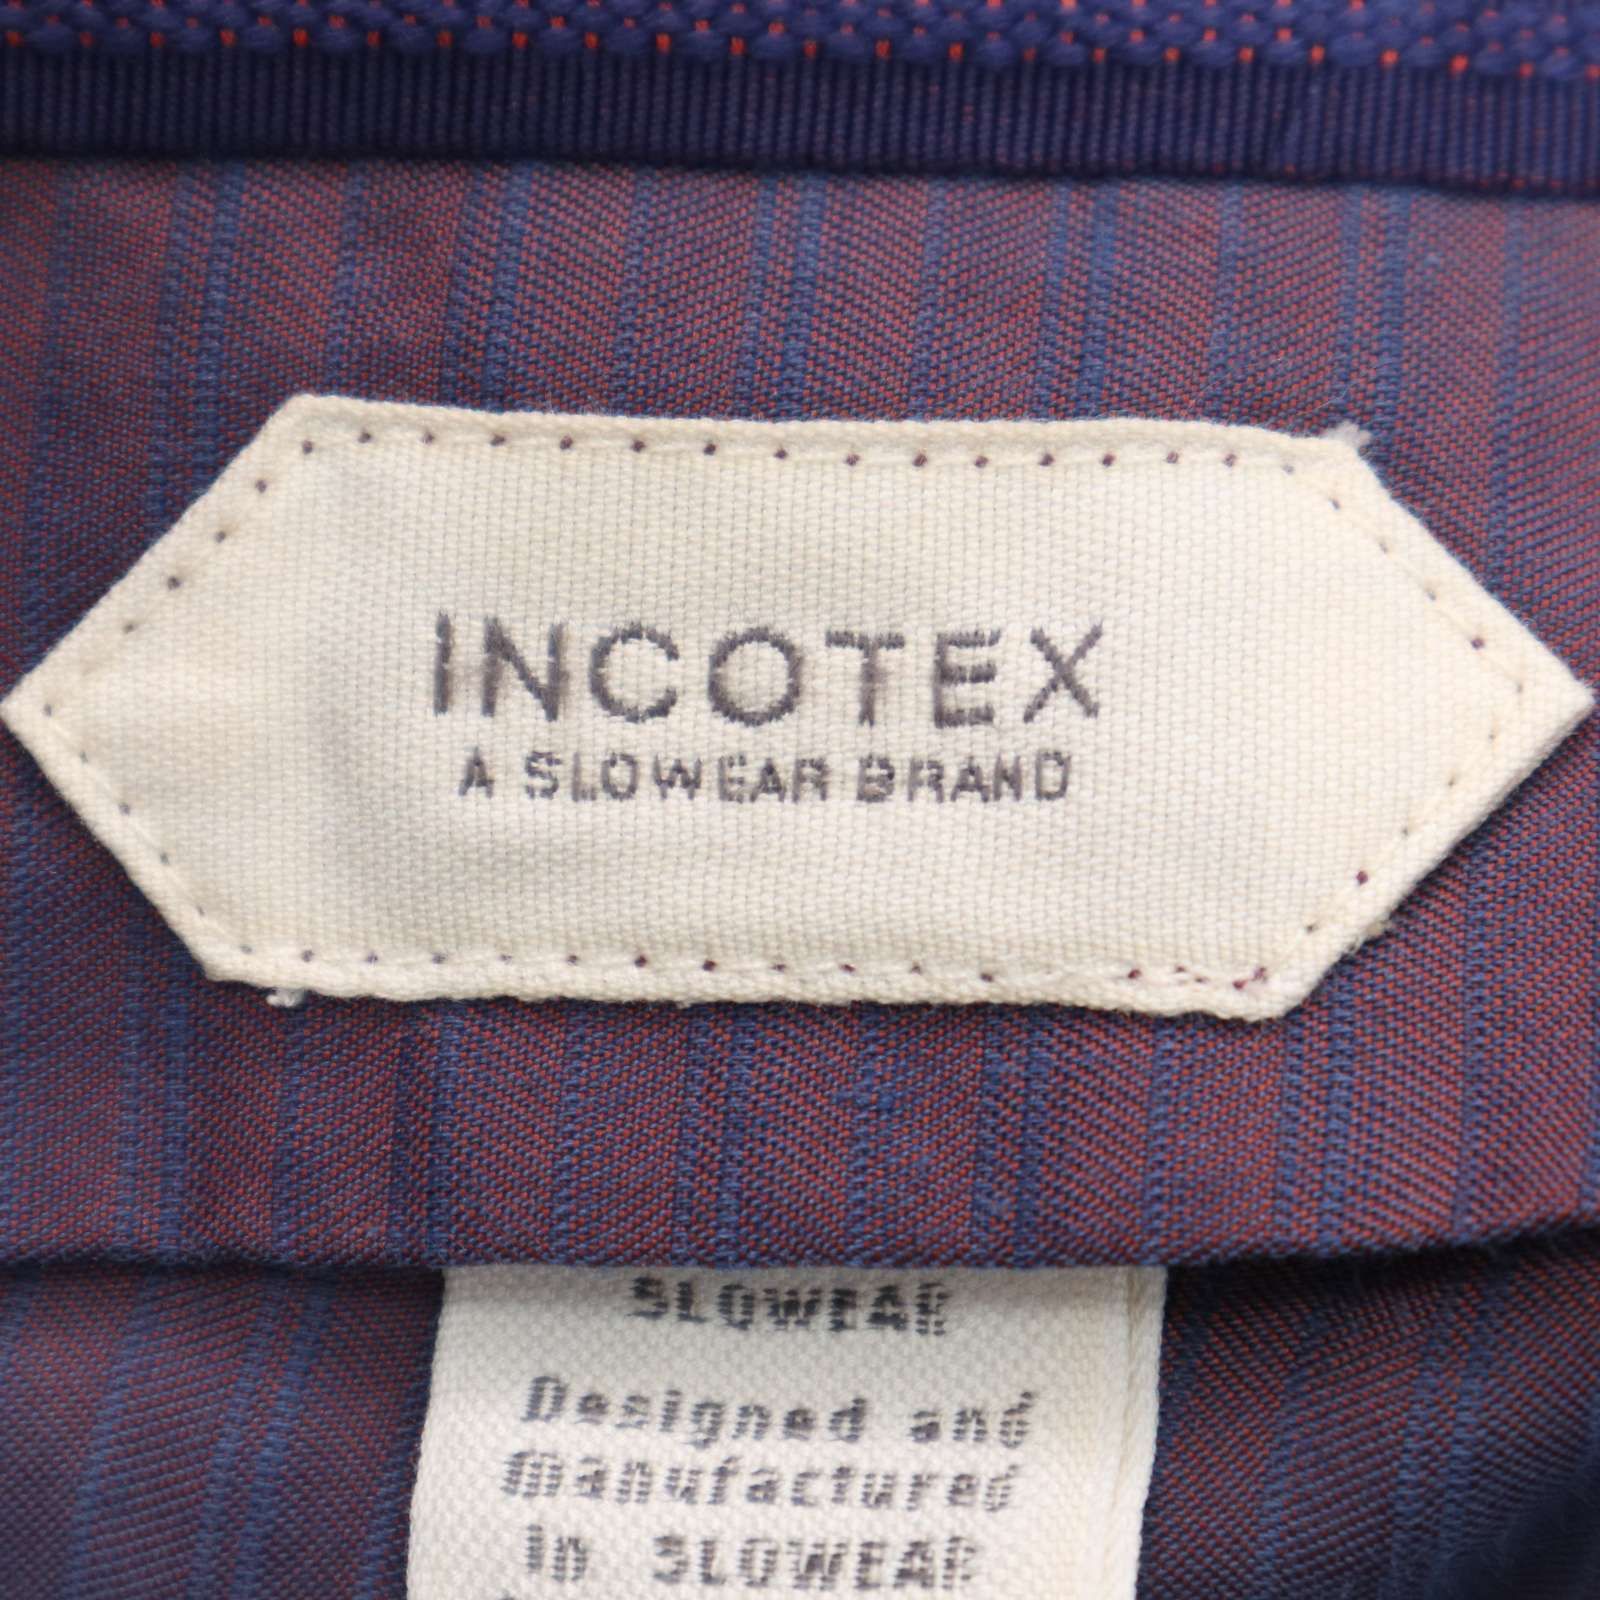 INCOTEX
A SLOWEAR BRAND
SLOWEAR
Designed and
Manufactured
in SLOWEAR